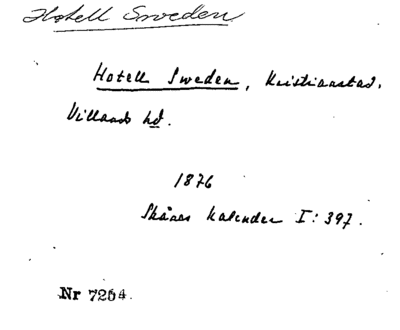 Hotell Sweden
Hotell Sweden, Kristianstad.
Villands hd.
1876
Skånes Kalender I: 397.
Nr 7264.